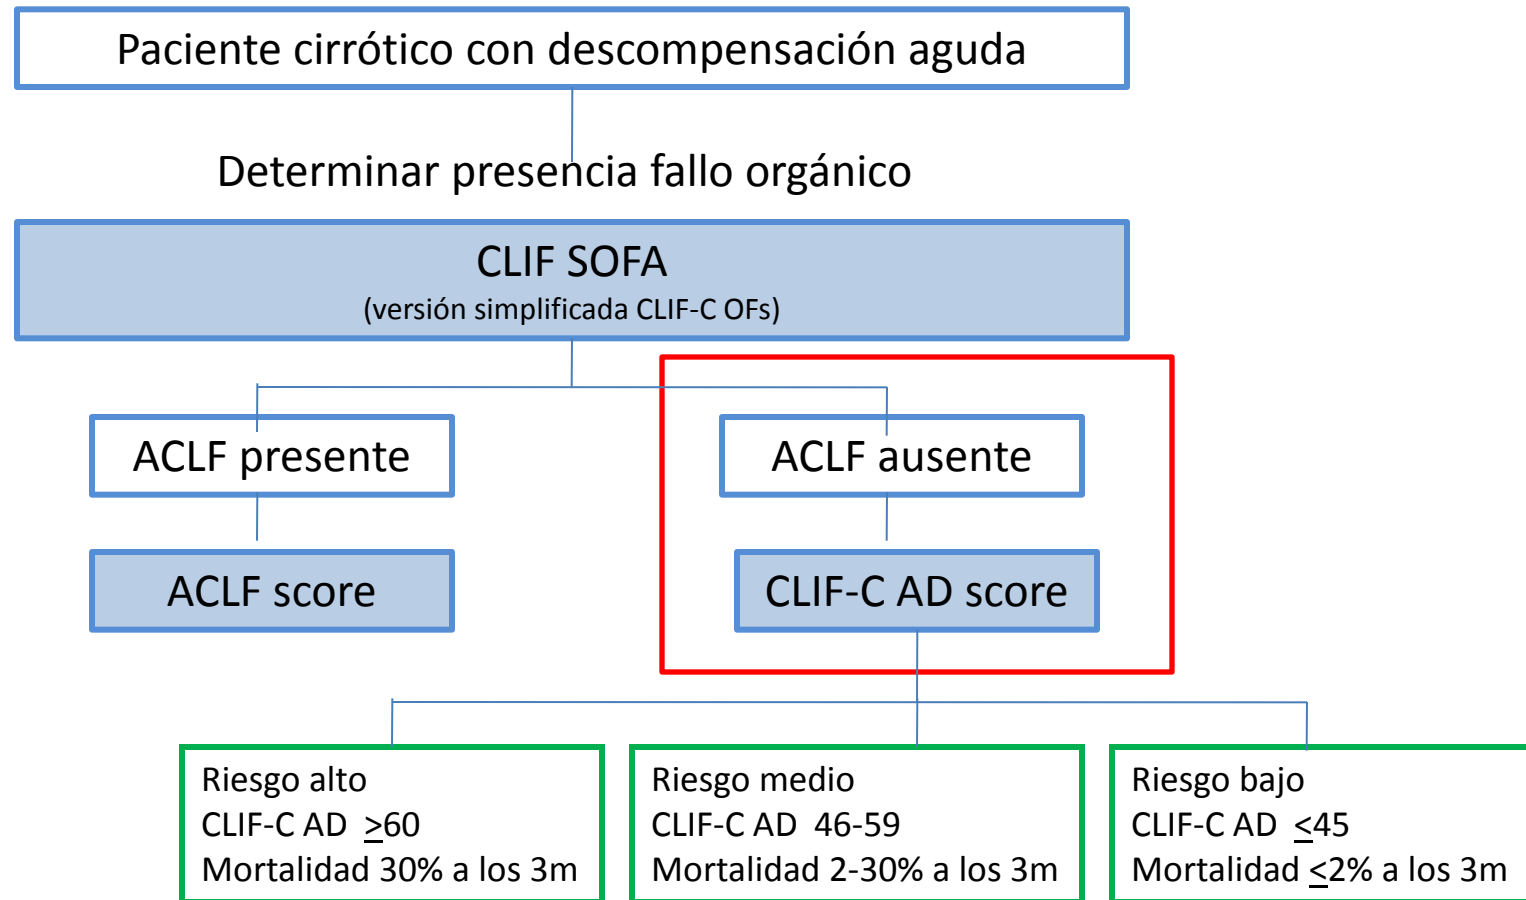 Paciente cirrótico con descompensación aguda
Determinar presencia fallo orgánico
CLIF SOFA
(versión simplificada CLIF-C OFs)
ACLF presente
ACLF ausente
ACLF score
CLIF-C AD score
Riesgo alto
CLIF-C AD ≥60
Mortalidad 30% a los 3m
Riesgo medio
CLIF-C AD 46-59
Mortalidad 2-30% a los 3m
Riesgo bajo
CLIF-C AD ≤45
Mortalidad ≤2% a los 3m